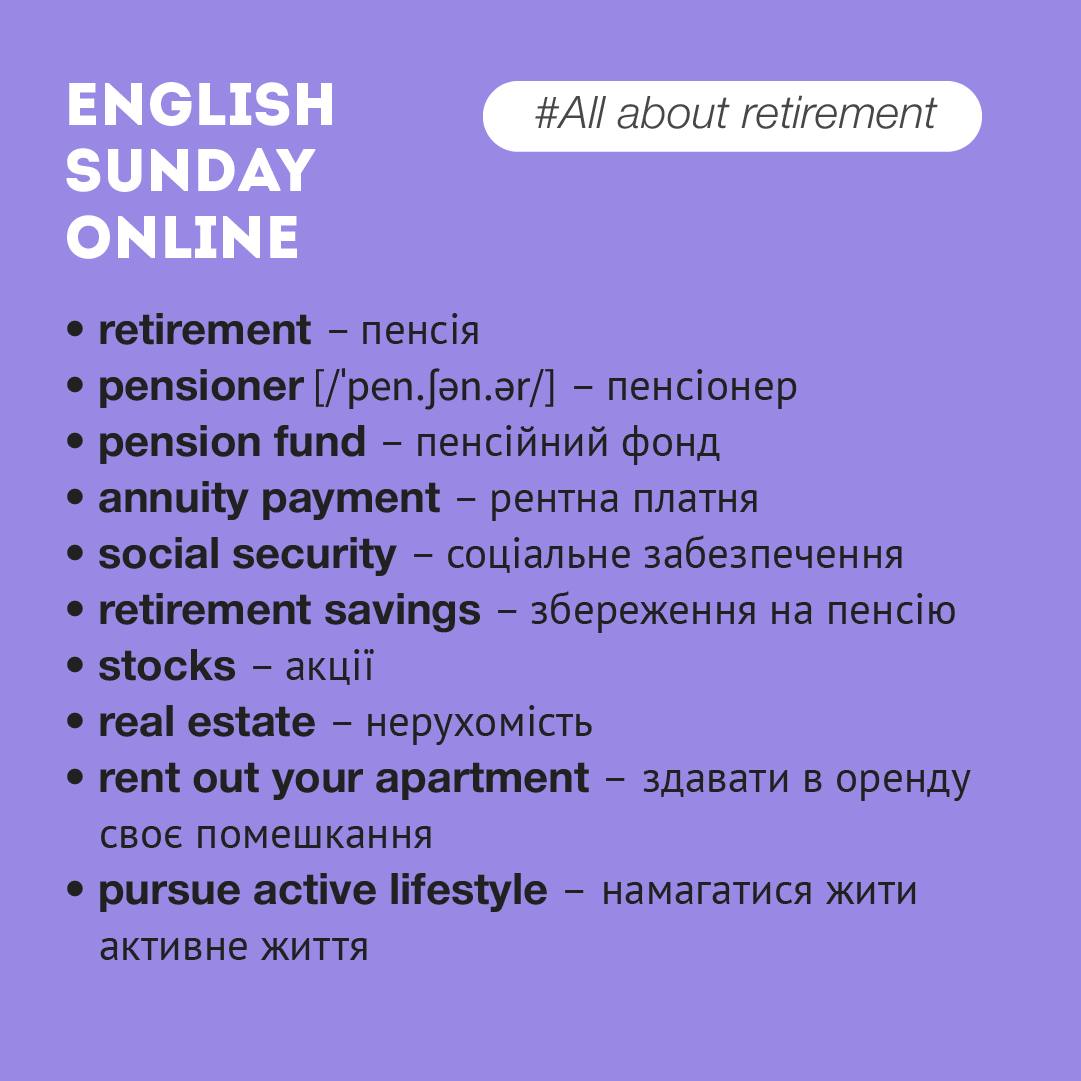 ENGLISH
SUNDAY
ONLINE
#All about retirement
• retirement – пенсія
• pensioner [/ˈpen.ʃən.ər/] – пенсіонер
• pension fund – пенсійний фонд
• annuity payment – рентна платня
• social security – соціальне забезпечення
• retirement savings – збереження на пенсію
• stocks – акції
• real estate – нерухомість
• rent out your apartment – здавати в оренду
своє помешкання
• pursue active lifestyle – намагатися жити
активне життя